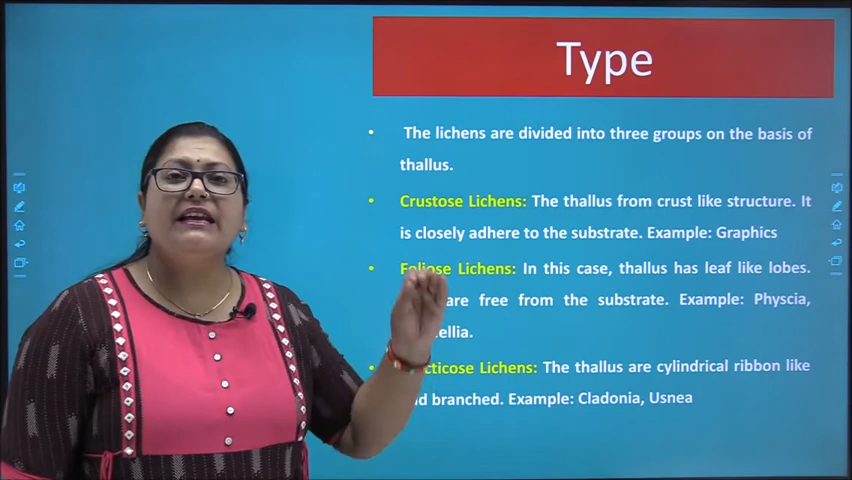 Type
• The lichens are divided into three groups on the basis of
thallus.
• Crustose Lichens: The thallus from crust like structure. It
is closely adhere to the substrate. Example: Graphics
• Foliose Lichens: In this case, thallus has leaf like lobes.
are free from the substrate. Example: Physcia,
• Lichens: The thallus are cylindrical ribbon like
branched. Example: Cladonia, Usnea